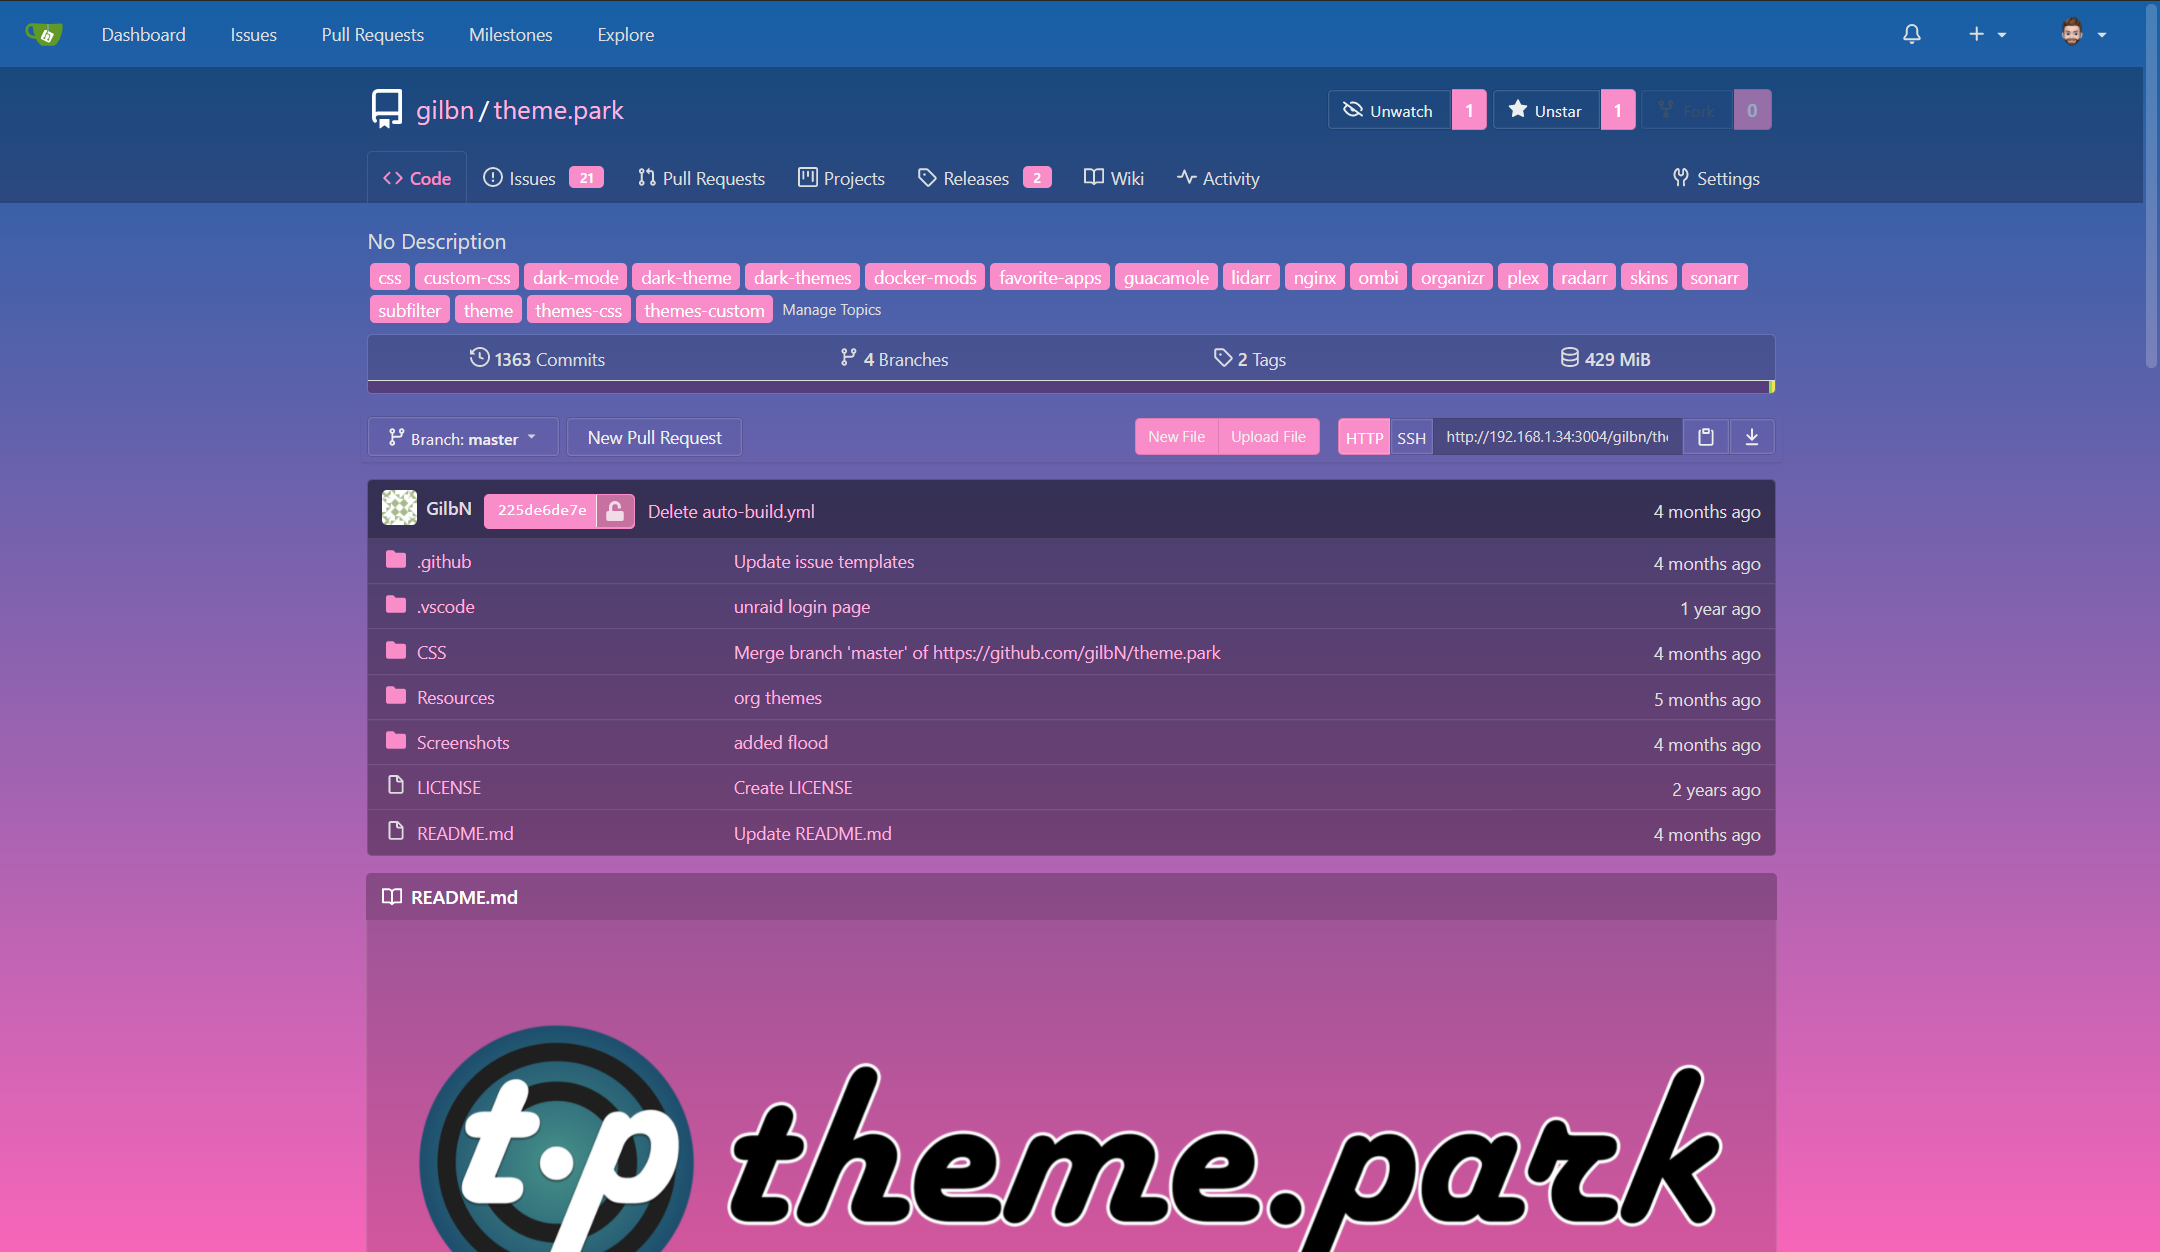 Dashboard Issues Pull Requests Milestones Explore
gilbn / theme.park Unwatch 1 Unstar 1 Fork 0
Code Issues 21 Pull Requests Projects Releases 2 Wiki Activity Settings
No Description
css custom-css dark-mode dark-theme dark-themes docker-mods favorite-apps guacamole lidarr nginx ombi organizr plex radarr skins sonarr
subfilter theme themes-css themes-custom Manage Topics
1363 Commits 4 Branches 2 Tags 429 MiB
Branch: master New Pull Request New File Upload File HTTP SSH http://192.168.1.34:3004/gilbn/the
GilbN 225de6de7e Delete auto-build.yml 4 months ago
.github Update issue templates 4 months ago
.vscode unraid login page 1 year ago
CSS Merge branch 'master' of https://github.com/gilbN/theme.park 4 months ago
Resources org themes 5 months ago
Screenshots added flood 4 months ago
LICENSE Create LICENSE 2 years ago
README.md Update README.md 4 months ago
README.md
t.p theme.park